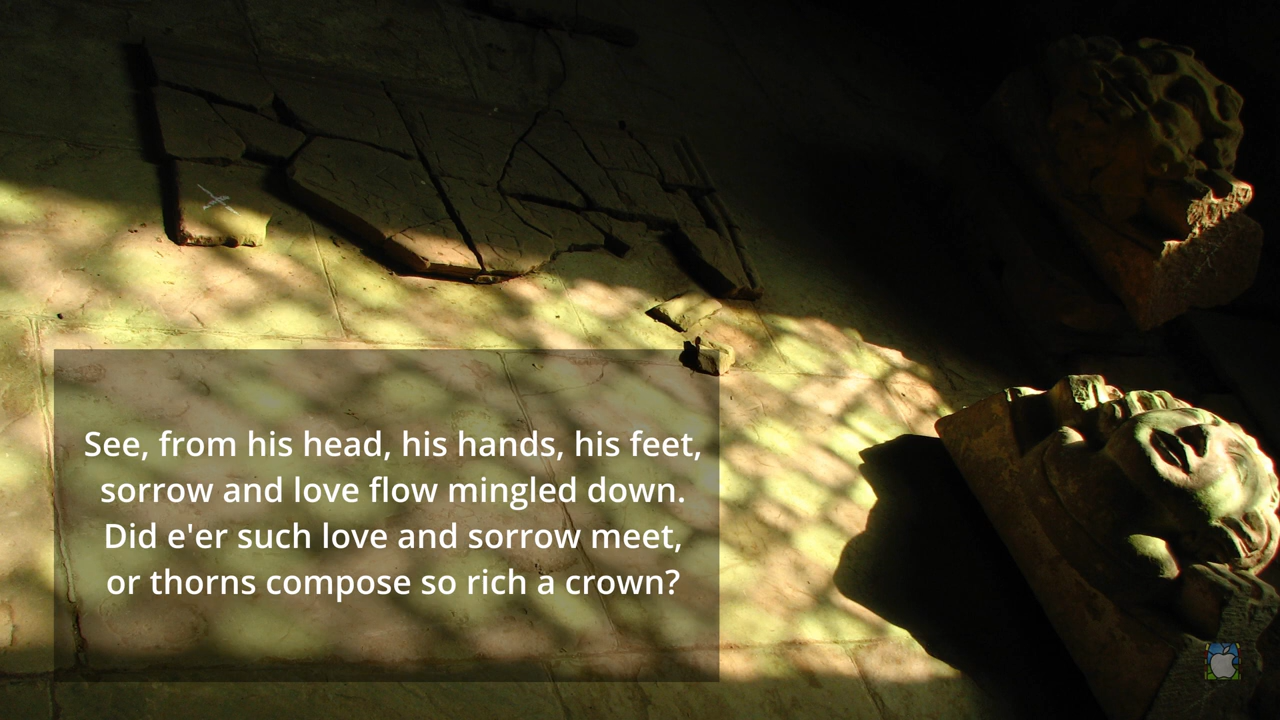 See, from his head, his hands, his feet,
sorrow and love flow mingled down.
Did e'er such love and sorrow meet,
or thorns compose so rich a crown?